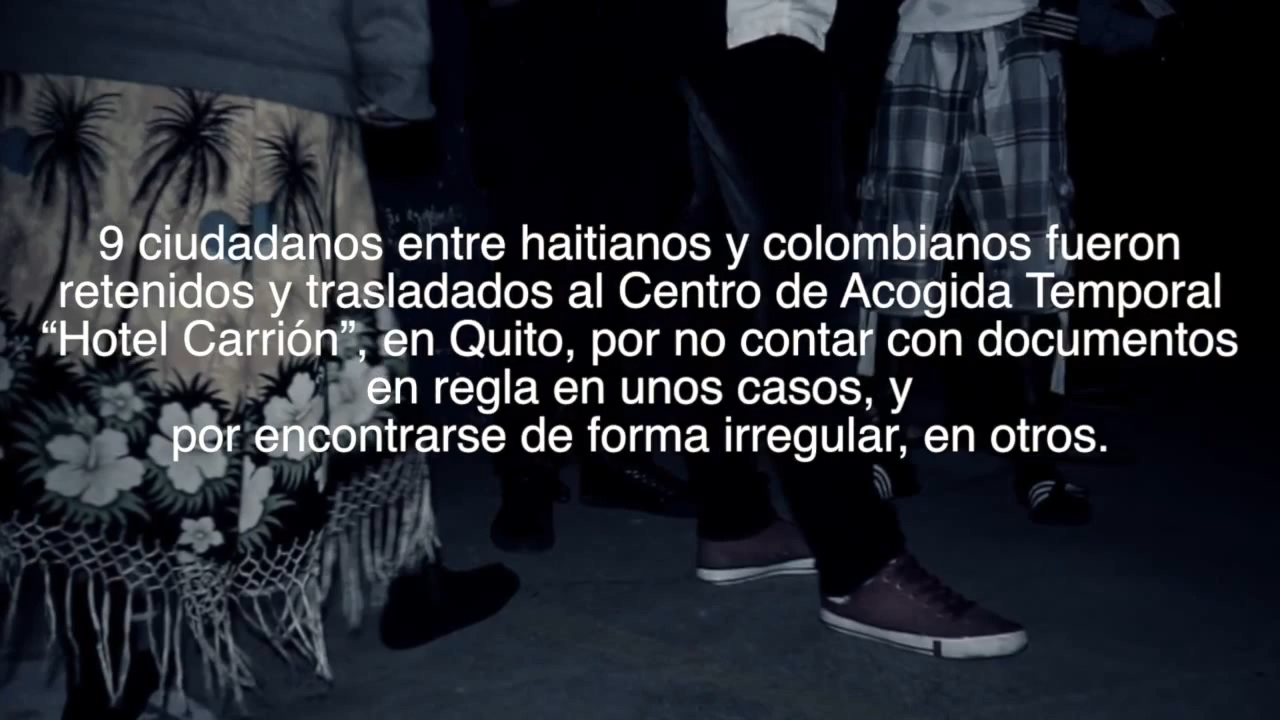 9 ciudadanos entre haitianos y colombianos fueron
retenidos y trasladados al Centro de Acogida Temporal
“Hotel Carrión”, en Quito, por no contar con documentos
en regla en unos casos, y
por encontrarse de forma irregular, en otros.